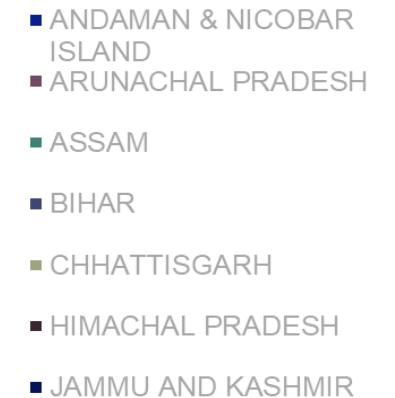 ANDAMAN & NICOBAR
ISLAND
ARUNACHAL PRADESH
ASSAM
BIHAR
CHHATTISGARH
HIMACHAL PRADESH
JAMMU AND KASHMIR